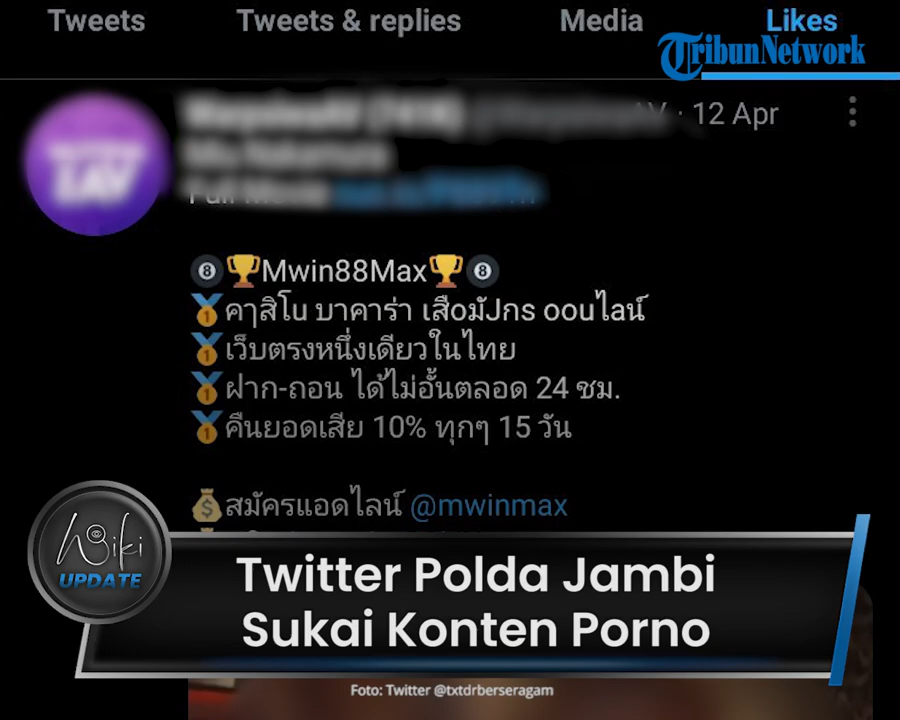 Tweets Tweets & replies Media Likes
TribunNetwork
· 12 Apr
🎱🏆Mwin88Max🏆🎱
🥇คๅสิโน บาคาร่า เสือมัJกร ооuไลน์
🥇เว็บตรงหนึ่งเดียวในไทย
🥇ฝาก-ถอน ได้ไม่อั้นตลอด 24 ชม.
🥇คืนยอดเสีย 10% ทุกๆ 15 วัน
💰สมัครแอดไลน์ @mwinmax
Wiki
UPDATE
Twitter Polda Jambi
Sukai Konten Porno
Foto: Twitter @txtdrberseragam